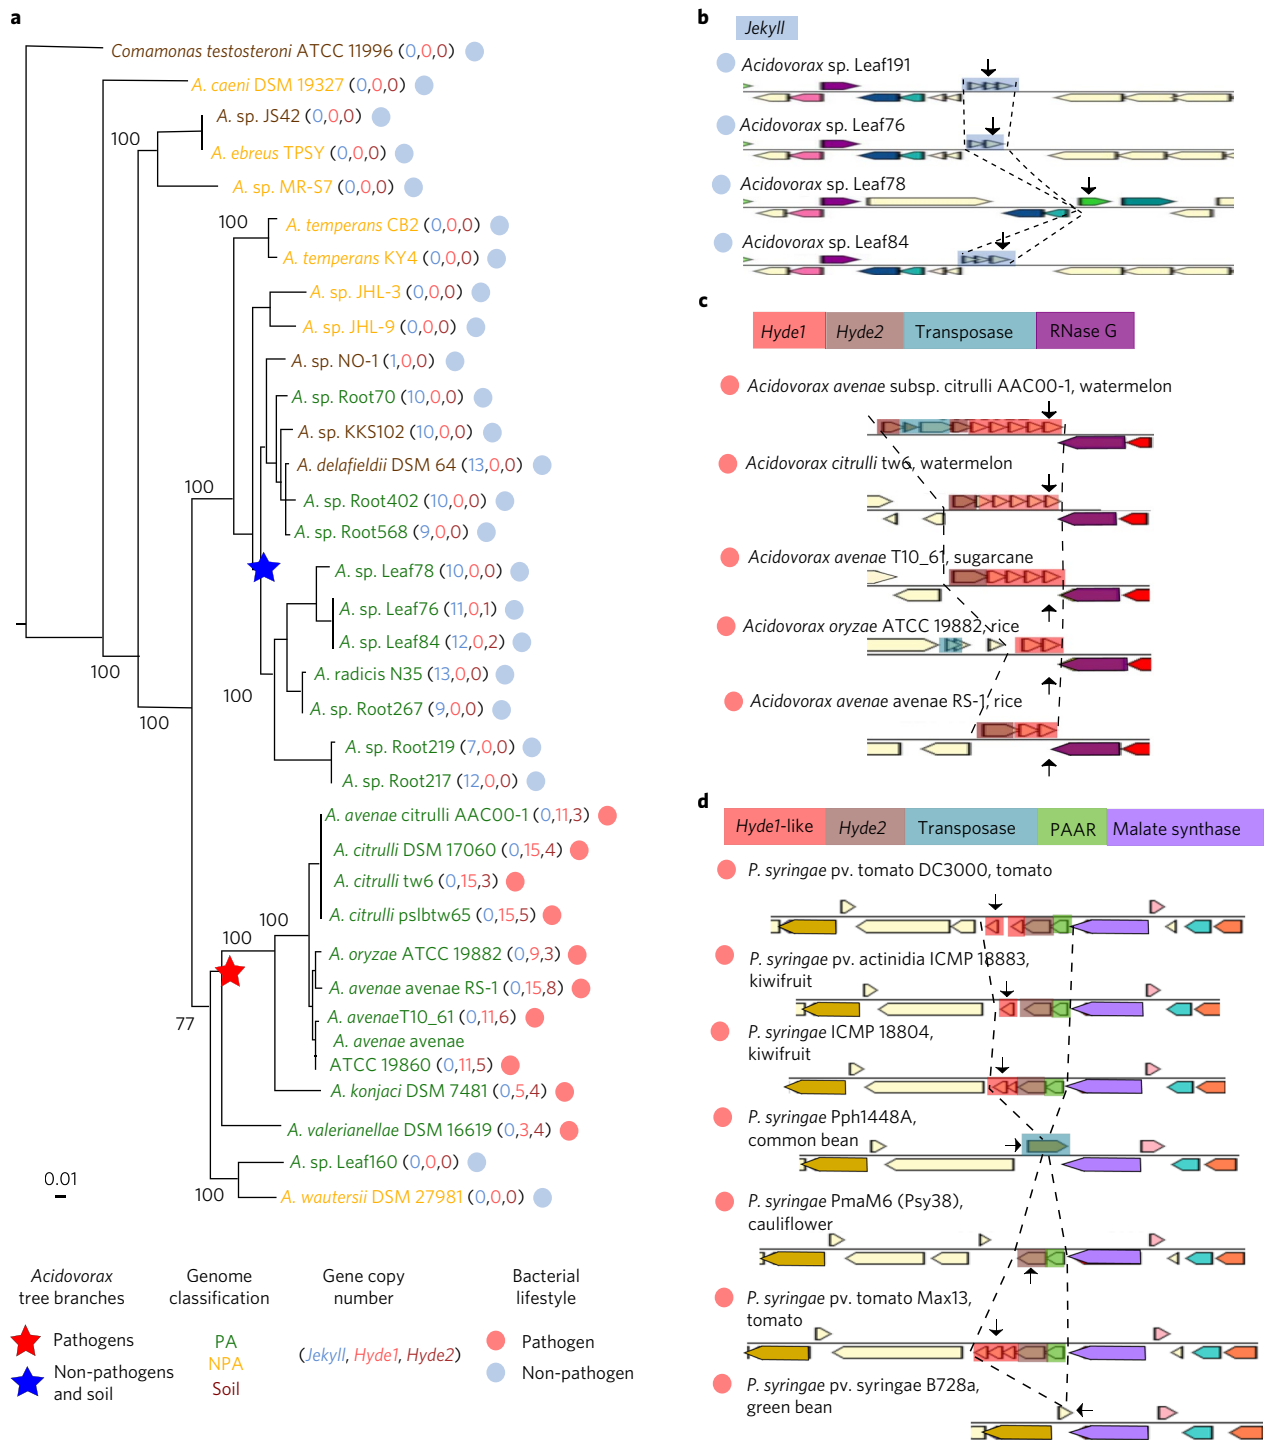 a
Comamonas testosteroni ATCC 11996 (0,0,0)
A. caeni DSM 19327 (0,0,0)
A. sp. JS42 (0,0,0)
100
A. ebreus TPSY (0,0,0)
A. sp. MR-S7 (0,0,0)
100
A. temperans CB2 (0,0,0)
A. temperans KY4 (0,0,0)
A. sp. JHL-3 (0,0,0)
A. sp. JHL-9 (0,0,0)
A. sp. NO-1 (1,0,0)
A. sp. Root70 (10,0,0)
A. sp. KKS102 (10,0,0)
A. delafieldii DSM 64 (13,0,0)
100
A. sp. Root402 (10,0,0)
A. sp. Root568 (9,0,0)
A. sp. Leaf78 (10,0,0)
A. sp. Leaf76 (11,0,1)
A. sp. Leaf84 (12,0,2)
100
A. radicis N35 (13,0,0)
100
A. sp. Root267 (9,0,0)
100
A. sp. Root219 (7,0,0)
A. sp. Root217 (12,0,0)
A. avenae citrulli AAC00-1 (0,11,3)
A. citrulli DSM 17060 (0,15,4)
A. citrulli tw6 (0,15,3)
A. citrulli pslbtw65 (0,15,5)
100
100
A. oryzae ATCC 19882 (0,9,3)
A. avenae avenae RS-1 (0,15,8)
A. avenaeT10_61 (0,11,6)
77
A. avenae avenae
ATCC 19860 (0,11,5)
A. konjaci DSM 7481 (0,5,4)
A. valerianellae DSM 16619 (0,3,4)
A. sp. Leaf160 (0,0,0)
0.01
100
A. wautersii DSM 27981 (0,0,0)
Acidovorax
tree branches
Pathogens
Non-pathogens
and soil
Genome
classification
PA
NPA
Soil
Gene copy
number
(Jekyll, Hyde1, Hyde2)
Bacterial
lifestyle
Pathogen
Non-pathogen
b
Jekyll
Acidovorax sp. Leaf191
Acidovorax sp. Leaf76
Acidovorax sp. Leaf78
Acidovorax sp. Leaf84
c
Hyde1 Hyde2 Transposase RNase G
Acidovorax avenae subsp. citrulli AAC00-1, watermelon
Acidovorax citrulli tw6, watermelon
Acidovorax avenae T10_61, sugarcane
Acidovorax oryzae ATCC 19882, rice
Acidovorax avenae avenae RS-1, rice
d
Hyde1-like Hyde2 Transposase PAAR Malate synthase
P. syringae pv. tomato DC3000, tomato
P. syringae pv. actinidia ICMP 18883,
kiwifruit
P. syringae ICMP 18804,
kiwifruit
P. syringae Pph1448A,
common bean
P. syringae PmaM6 (Psy38),
cauliflower
P. syringae pv. tomato Max13,
tomato
P. syringae pv. syringae B728a,
green bean